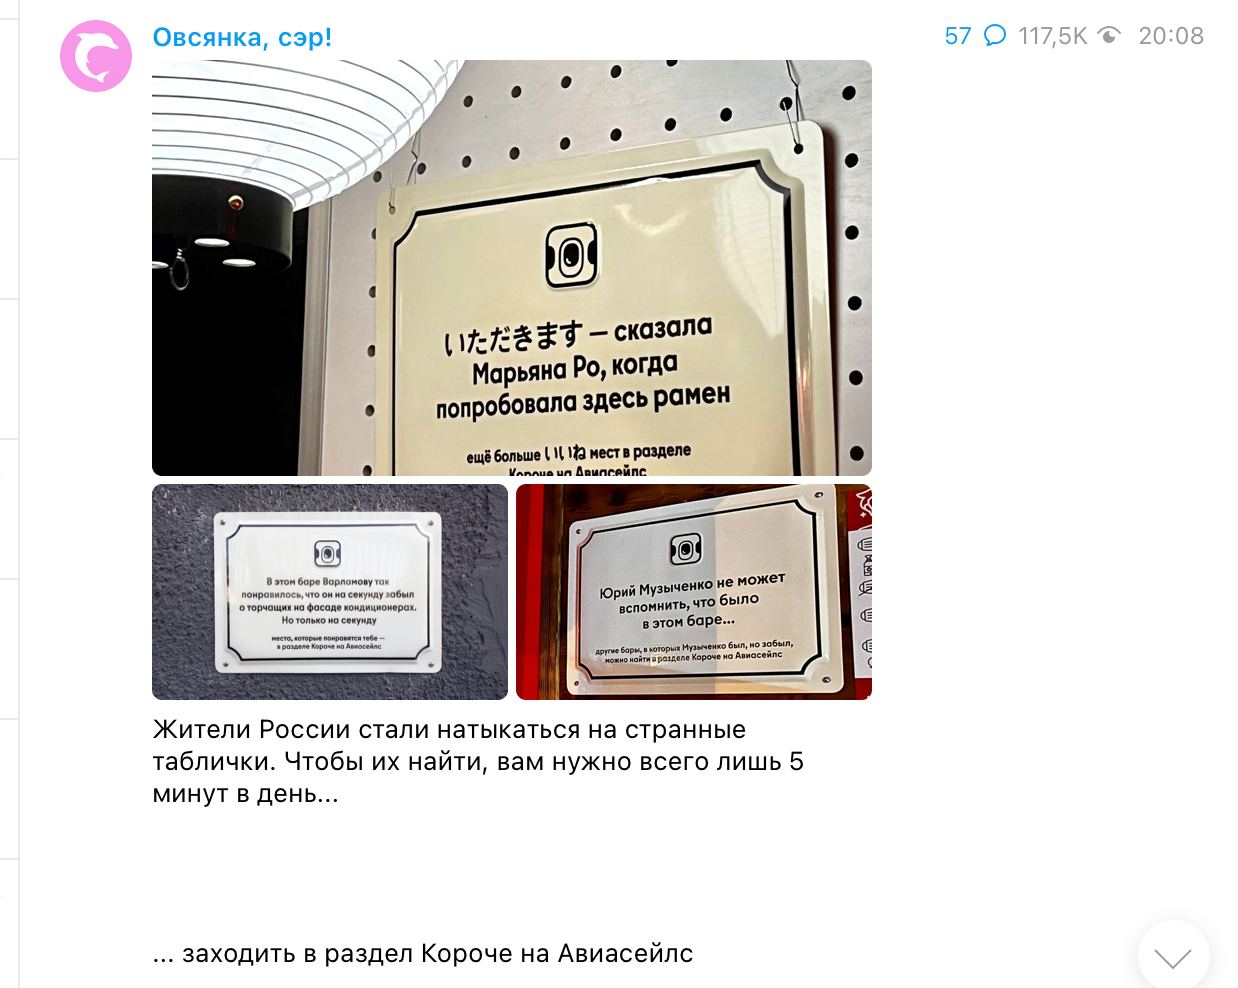 Овсянка, сэр!
57 117,5K 20:08
いただきます — сказала
Марьяна Ро, когда
попробовала здесь рамен
ещё больше いいね мест в разделе
Короче на Авиасейлс
В этом баре Варламову так
понравилось, что он на секунду забыл
о торчащих на фасаде кондиционерах.
Но только на секунду
места, которые понравятся тебе —
в разделе Короче на Авиасейлс
Юрий Музыченко не может
вспомнить, что было
в этом баре...
другие бары, в которых Музыченко был, но забыл,
можно найти в разделе Короче на Авиасейлс
Жители России стали натыкаться на странные
таблички. Чтобы их найти, вам нужно всего лишь 5
минут в день...
... заходить в раздел Короче на Авиасейлс